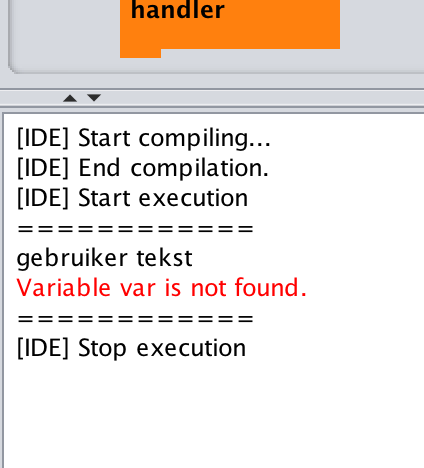 handler
[IDE] Start compiling...
[IDE] End compilation.
[IDE] Start execution
============
gebruiker tekst
Variable var is not found.
============
[IDE] Stop execution